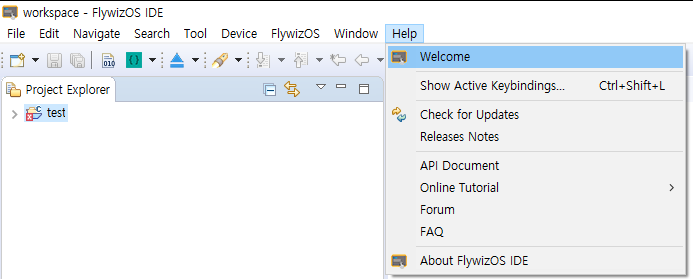 workspace - FlywizOS IDE
File Edit Navigate Search Tool Device FlywizOS Window Help
010
Project Explorer
test
Welcome
Show Active Keybindings... Ctrl+Shift+L
Check for Updates
Releases Notes
API Document
Online Tutorial
Forum
FAQ
About FlywizOS IDE